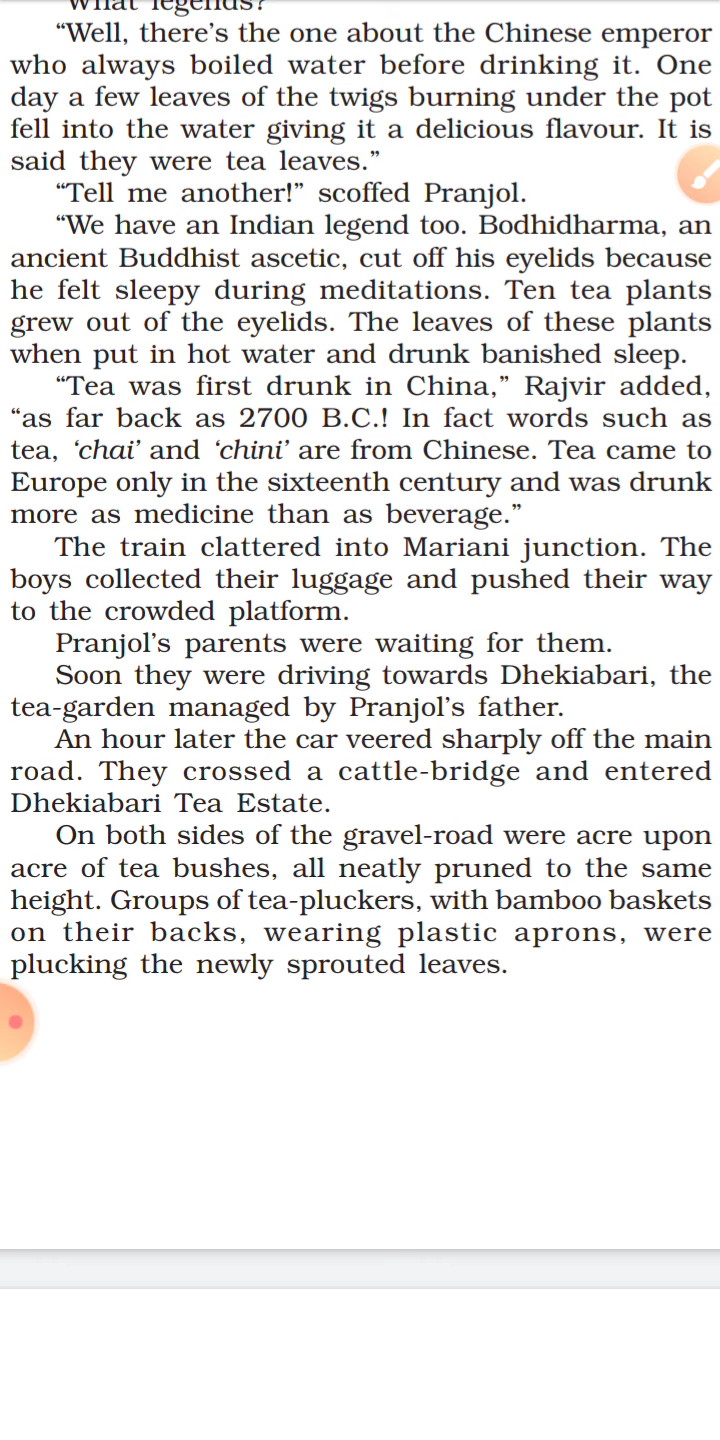 "What legends?
"Well, there's the one about the Chinese emperor
who always boiled water before drinking it. One
day a few leaves of the twigs burning under the pot
fell into the water giving it a delicious flavour. It is
said they were tea leaves."
"Tell me another!" scoffed Pranjol.
"We have an Indian legend too. Bodhidharma, an
ancient Buddhist ascetic, cut off his eyelids because
he felt sleepy during meditations. Ten tea plants
grew out of the eyelids. The leaves of these plants
when put in hot water and drunk banished sleep.
"Tea was first drunk in China," Rajvir added,
"as far back as 2700 B.C.! In fact words such as
tea, 'chai' and 'chini' are from Chinese. Tea came to
Europe only in the sixteenth century and was drunk
more as medicine than as beverage."
The train clattered into Mariani junction. The
boys collected their luggage and pushed their way
to the crowded platform.
Pranjol's parents were waiting for them.
Soon they were driving towards Dhekiabari, the
tea-garden managed by Pranjol's father.
An hour later the car veered sharply off the main
road. They crossed a cattle-bridge and entered
Dhekiabari Tea Estate.
On both sides of the gravel-road were acre upon
acre of tea bushes, all neatly pruned to the same
height. Groups of tea-pluckers, with bamboo baskets
on their backs, wearing plastic aprons, were
plucking the newly sprouted leaves.